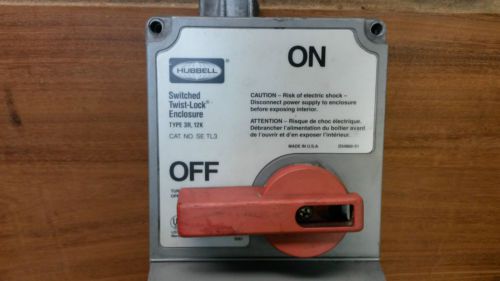 ON
HUBBELL
Switched
Twist-Lock®
Enclosure
TYPE 3R, 12K
CAT NO. SE TL3
CAUTION – Risk of electric shock –
Disconnect power supply to enclosure
before exposing interior.
ATTENTION – Risque de choc électrique.
Débrancher l'alimentation du boîtier avant
de l'ouvrir et d'en exposer l'intérieur.
MADE IN U.S.A.
OFF